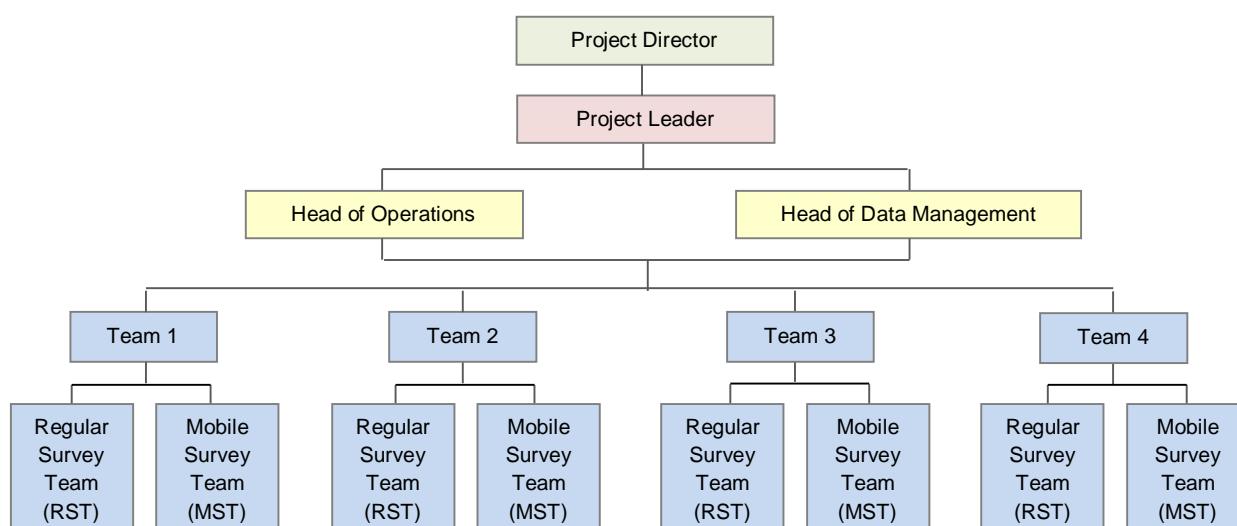 Project Director
Project Leader
Head of Operations
Head of Data Management
Team 1
Team 2
Team 3
Team 4
Regular
Survey
Team
(RST)
Mobile
Survey
Team
(MST)
Regular
Survey
Team
(RST)
Mobile
Survey
Team
(MST)
Regular
Survey
Team
(RST)
Mobile
Survey
Team
(MST)
Regular
Survey
Team
(RST)
Mobile
Survey
Team
(MST)